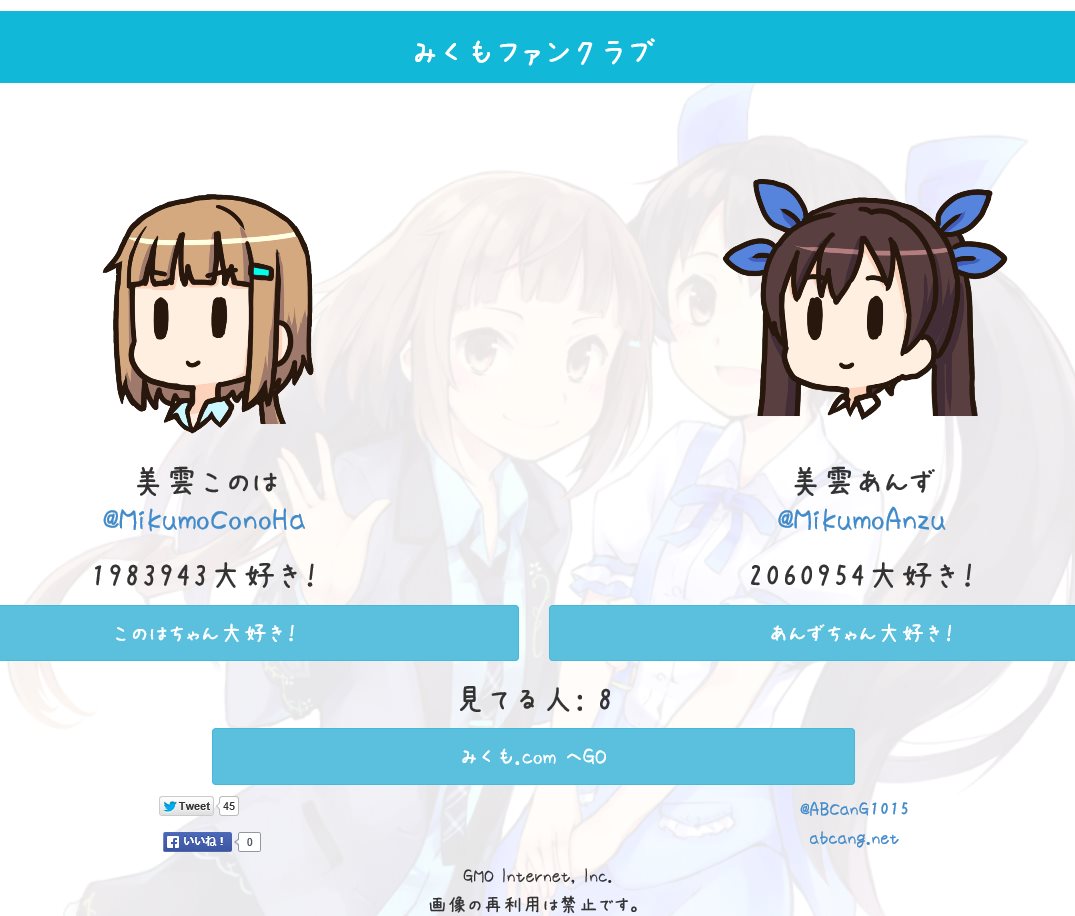 みくもファンクラブ
美雲このは
@MikumoConoHa
1983943大好き!
このはちゃん大好き!
美雲あんず
@MikumoAnzu
2060954大好き!
あんずちゃん大好き!
見てる人: 8
みくも.com へGO
Tweet 45
いいね! 0
@ABCanG1015
abcang.net
GMO Internet, Inc.
画像の再利用は禁止です。